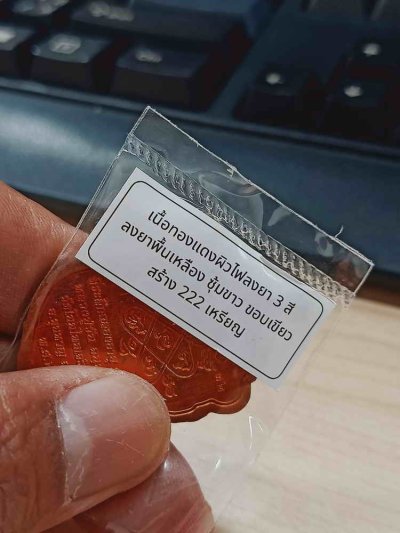 เนื้อทองแดงผิวไฟลงยา 3 สี
ลงยาพื้นเหลือง ซุ้มขาว ขอบเขียว
สร้าง 222 เหรียญ